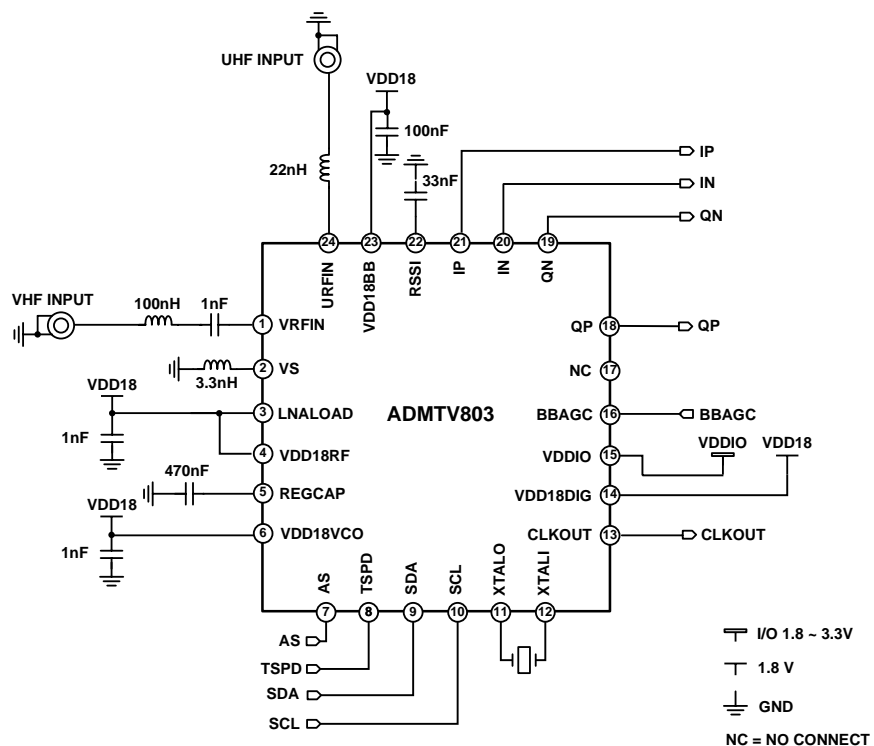 UHF INPUT
VDD18
100nF
22nH
33nF
IP
IN
QN
24
23
22
21
20
19
URFIN
VDD18BB
RSSI
IP
IN
QN
VHF INPUT
100nH
1nF
1
VRFIN
QP
18
QP
2
VS
3.3nH
NC
17
VDD18
3
LNALOAD
ADMTV803
BBAGC
16
BBAGC
1nF
4
VDD18RF
VDDIO
15
VDDIO
VDD18
470nF
5
REGCAP
VDD18DIG
14
VDD18
6
VDD18VCO
CLKOUT
13
CLKOUT
1nF
AS
TSPD
SDA
SCL
XTALO
XTALI
7
8
9
10
11
12
AS
TSPD
SDA
SCL
I/O 1.8 ~ 3.3V
1.8 V
GND
NC = NO CONNECT